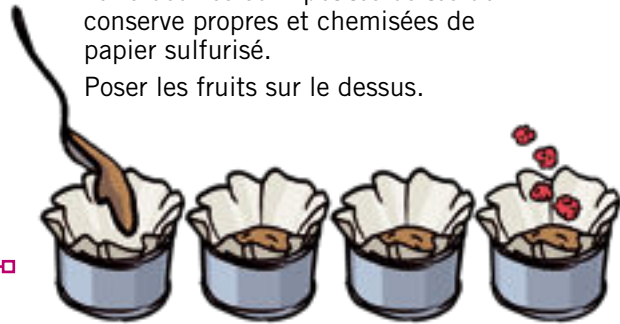 conserve propres et chemisées de
papier sulfurisé.
Poser les fruits sur le dessus.